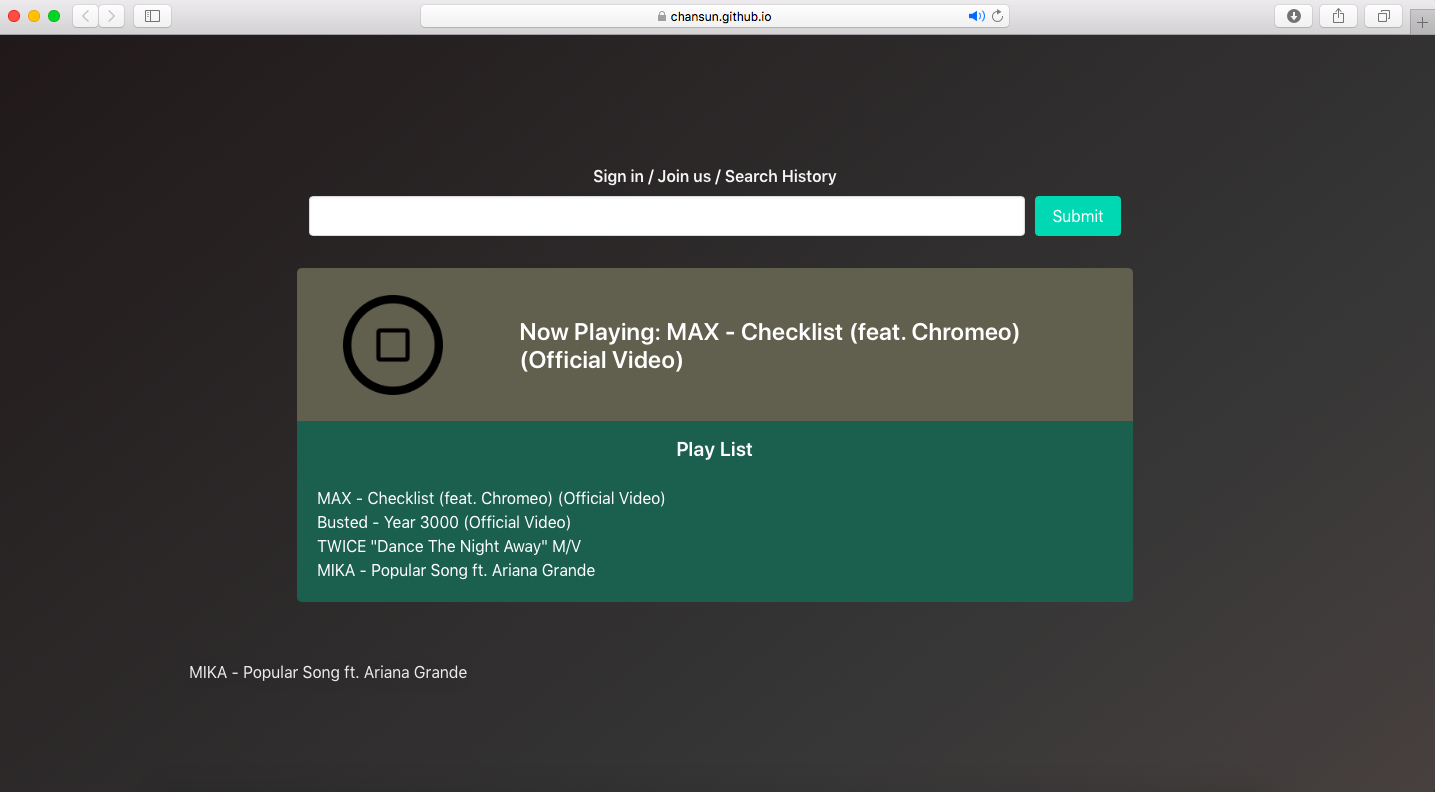 chansun.github.io
Sign in / Join us / Search History
Submit
Now Playing: MAX - Checklist (feat. Chromeo)
(Official Video)
Play List
MAX - Checklist (feat. Chromeo) (Official Video)
Busted - Year 3000 (Official Video)
TWICE "Dance The Night Away" M/V
MIKA - Popular Song ft. Ariana Grande
MIKA - Popular Song ft. Ariana Grande